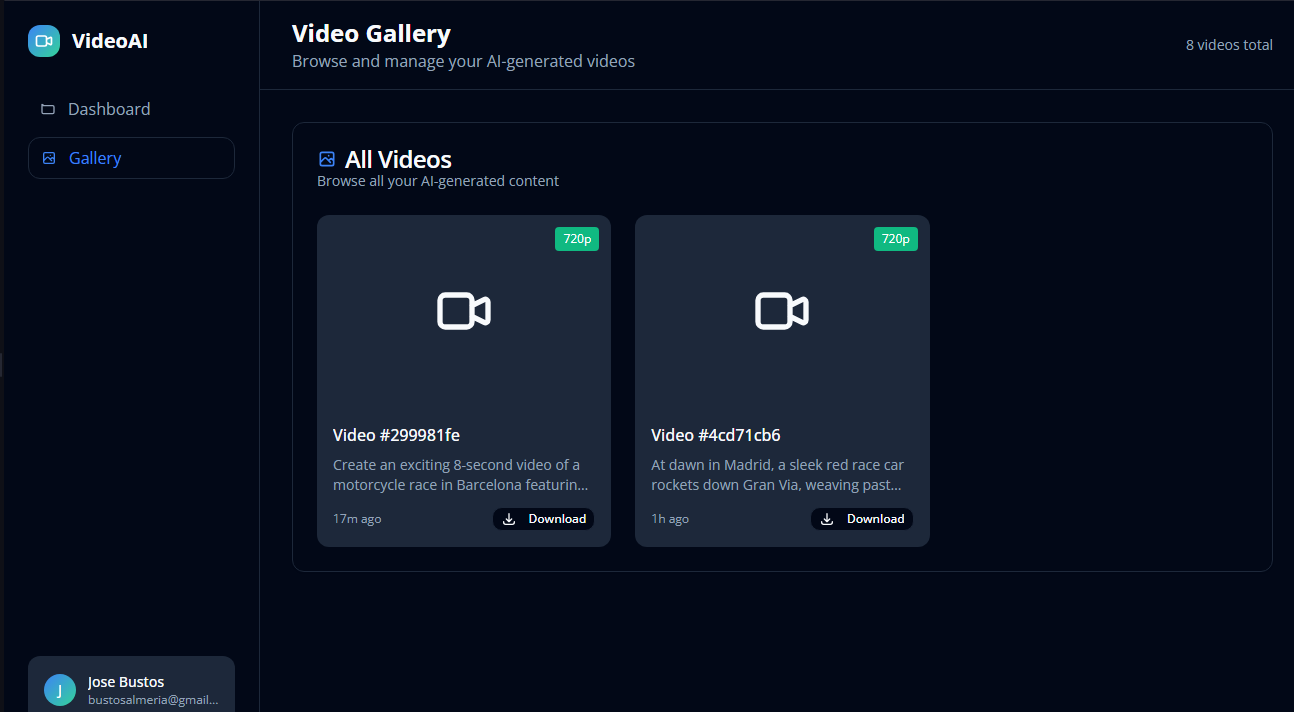 VideoAI
Dashboard
Gallery
Video Gallery
Browse and manage your AI-generated videos
8 videos total
All Videos
Browse all your AI-generated content
720p
Video #299981fe
Create an exciting 8-second video of a
motorcycle race in Barcelona featurin...
17m ago
Download
720p
Video #4cd71cb6
At dawn in Madrid, a sleek red race car
rockets down Gran Via, weaving past...
1h ago
Download
J
Jose Bustos
bustosalmeria@gmail...